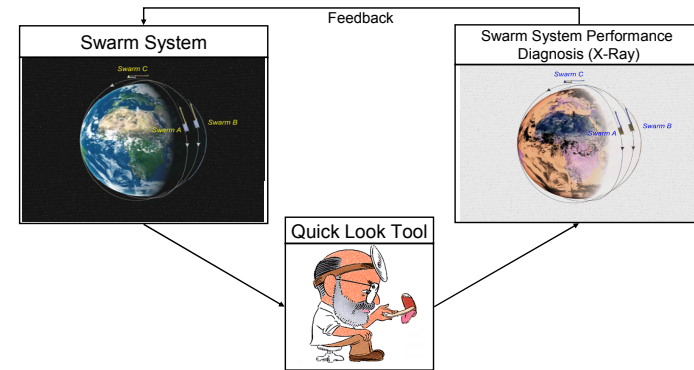 Feedback
Swarm System
Swarm C
Swarm A
Swarm B
Swarm System Performance
Diagnosis (X-Ray)
Swarm C
Swarm A
Swarm B
Quick Look Tool